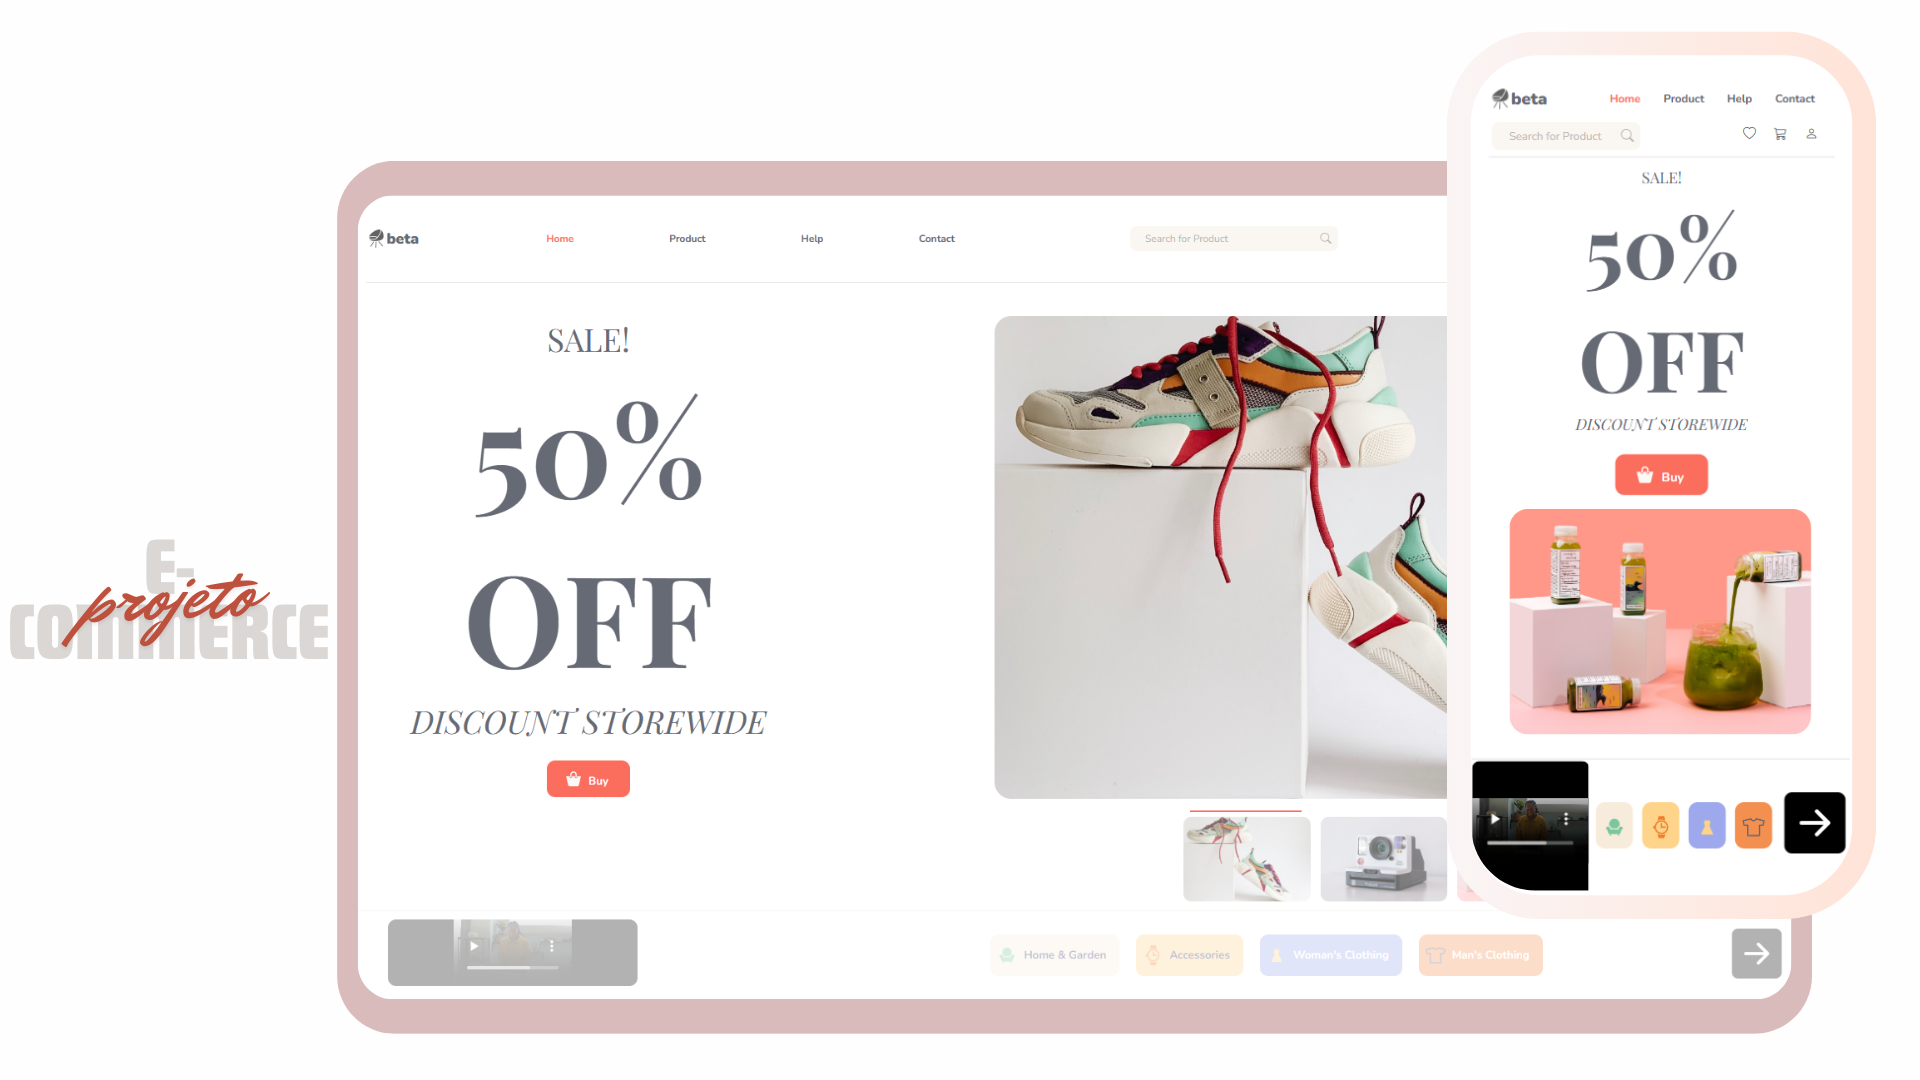 E-
COMMERCE
projeto
beta
Home
Product
Help
Contact
Search for Product
SALE!
50%
OFF
DISCOUNT STOREWIDE
Buy
Home & Garden
Accessories
Woman's Clothing
Man's Clothing
beta
Home
Product
Help
Contact
Search for Product
SALE!
50%
OFF
DISCOUNT STOREWIDE
Buy